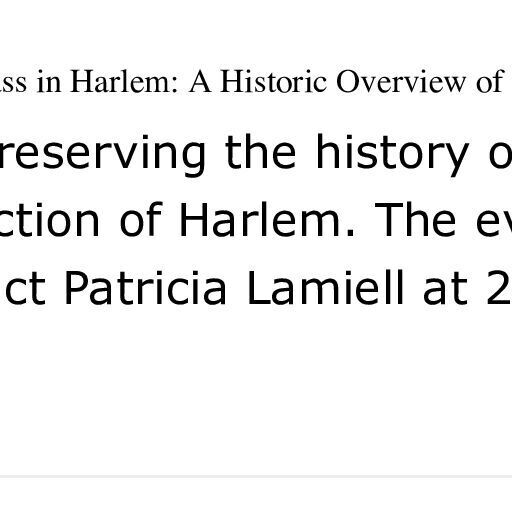 ss in Harlem: A Historic Overview of
reserving the history o
ction of Harlem. The ev
ct Patricia Lamiell at 2